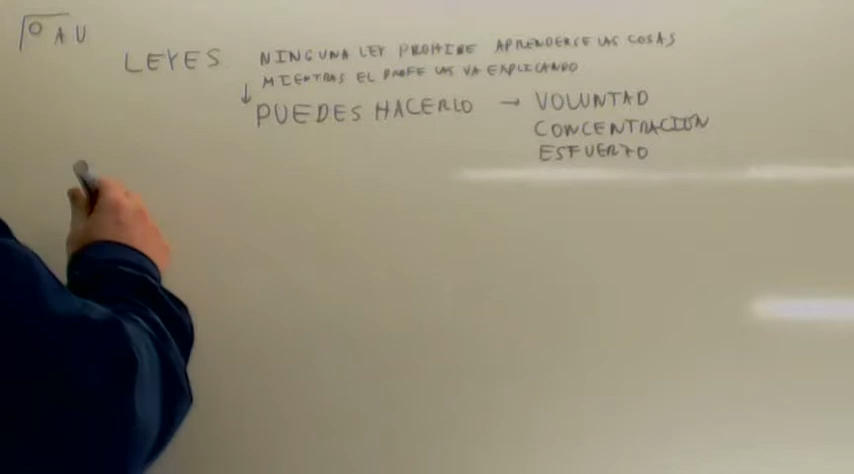 PAU
LEYES
NINGUNA LEY PROHIBE APRENDERSE LAS COSAS
MIENTRAS EL PROFE LAS VA EXPLICANDO
↓ PUEDES HACERLO → VOLUNTAD
CONCENTRACION
ESFUERZO